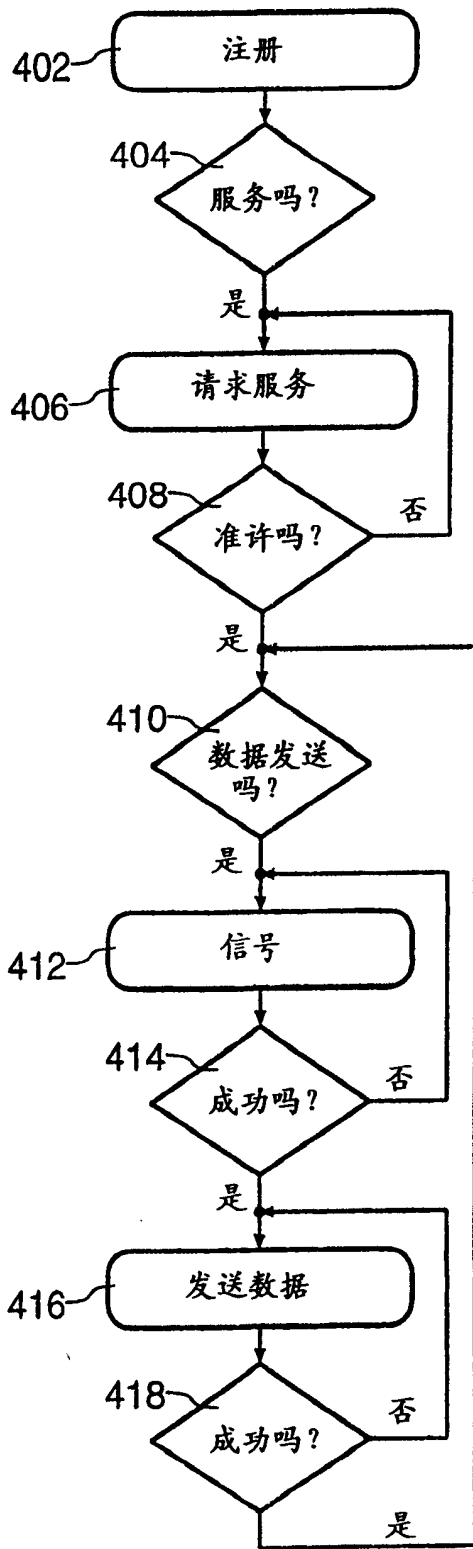 402
注册
404
服务吗?
是
406
请求服务
408
准许吗?
否
是
410
数据发送
吗?
是
412
信号
414
成功吗?
否
是
416
发送数据
418
成功吗?
否
是